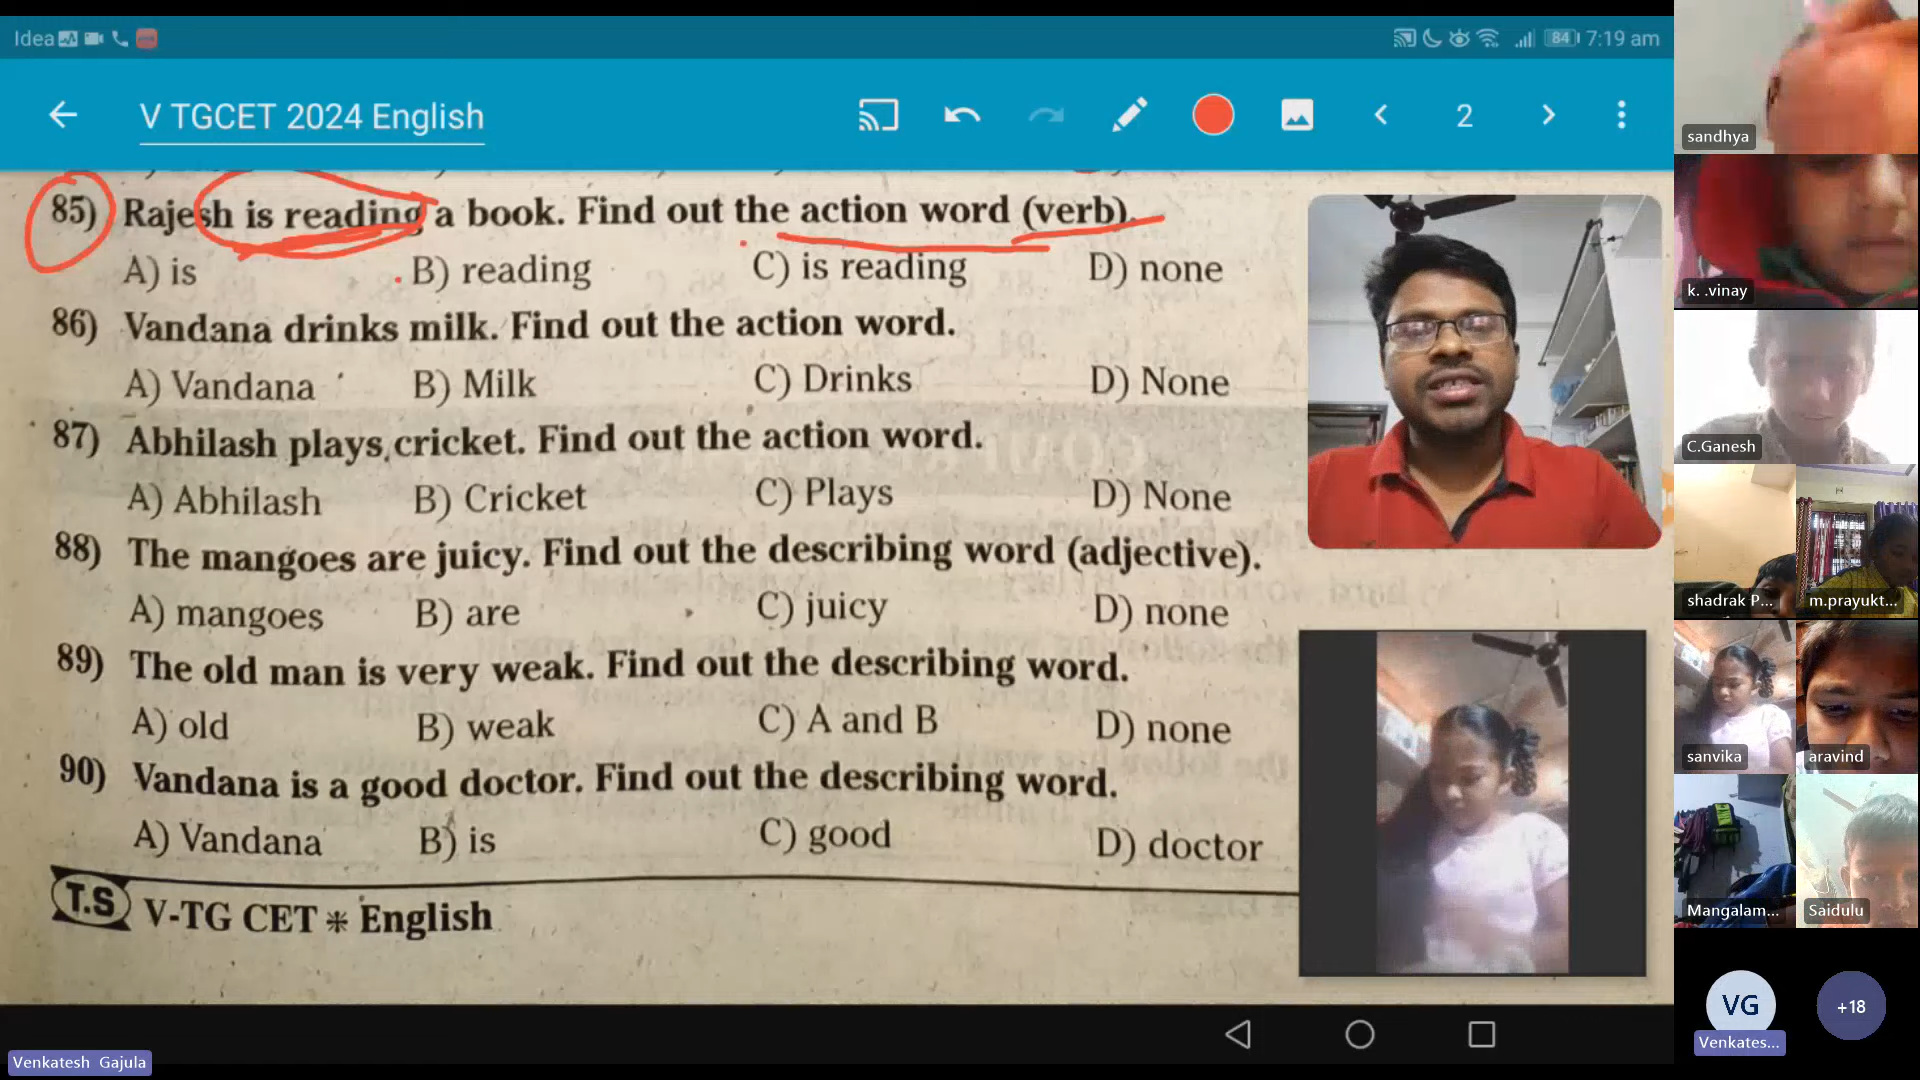 Idea
84
7:19 am
V TGCET 2024 English
2
85) Rajesh is reading a book. Find out the action word (verb).
A) is B) reading C) is reading D) none
86) Vandana drinks milk. Find out the action word.
A) Vandana B) Milk C) Drinks D) None
87) Abhilash plays cricket. Find out the action word.
A) Abhilash B) Cricket C) Plays D) None
88) The mangoes are juicy. Find out the describing word (adjective).
A) mangoes B) are C) juicy D) none
89) The old man is very weak. Find out the describing word.
A) old B) weak C) A and B D) none
90) Vandana is a good doctor. Find out the describing word.
A) Vandana B) is C) good D) doctor
T.S V-TG CET * English
Venkatesh Gajula
sandhya
k. .vinay
C.Ganesh
shadrak P... m.prayukt...
sanvika aravind
Mangalam... Saidulu
VG +18
Venkates...